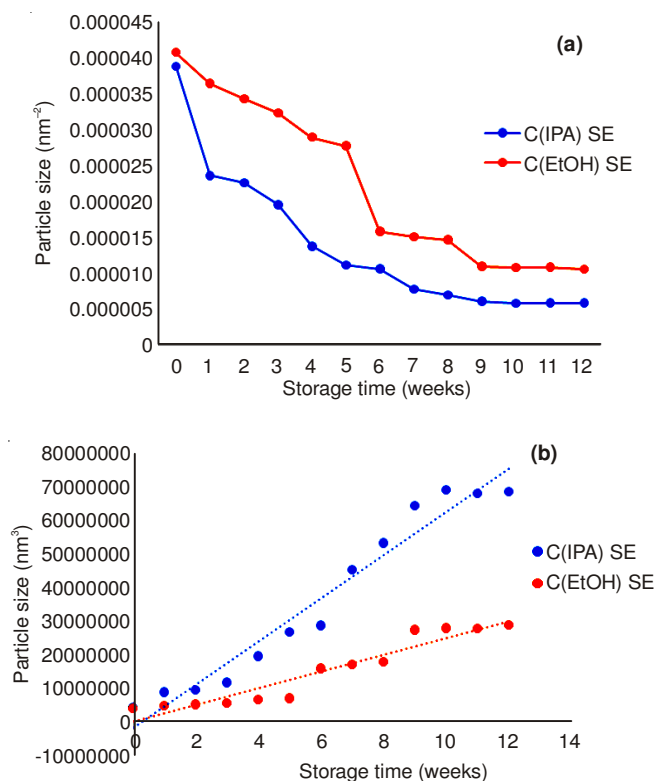 (a)
Particle size (nm⁻²)
0.000045
0.000040
0.000035
0.000030
0.000025
0.000020
0.000015
0.000010
0.000005
0
C(IPA) SE
C(EtOH) SE
0 1 2 3 4 5 6 7 8 9 10 11 12
Storage time (weeks)
(b)
Particle size (nm³)
80000000
70000000
60000000
50000000
40000000
30000000
20000000
10000000
0
-10000000
C(IPA) SE
C(EtOH) SE
0 2 4 6 8 10 12 14
Storage time (weeks)